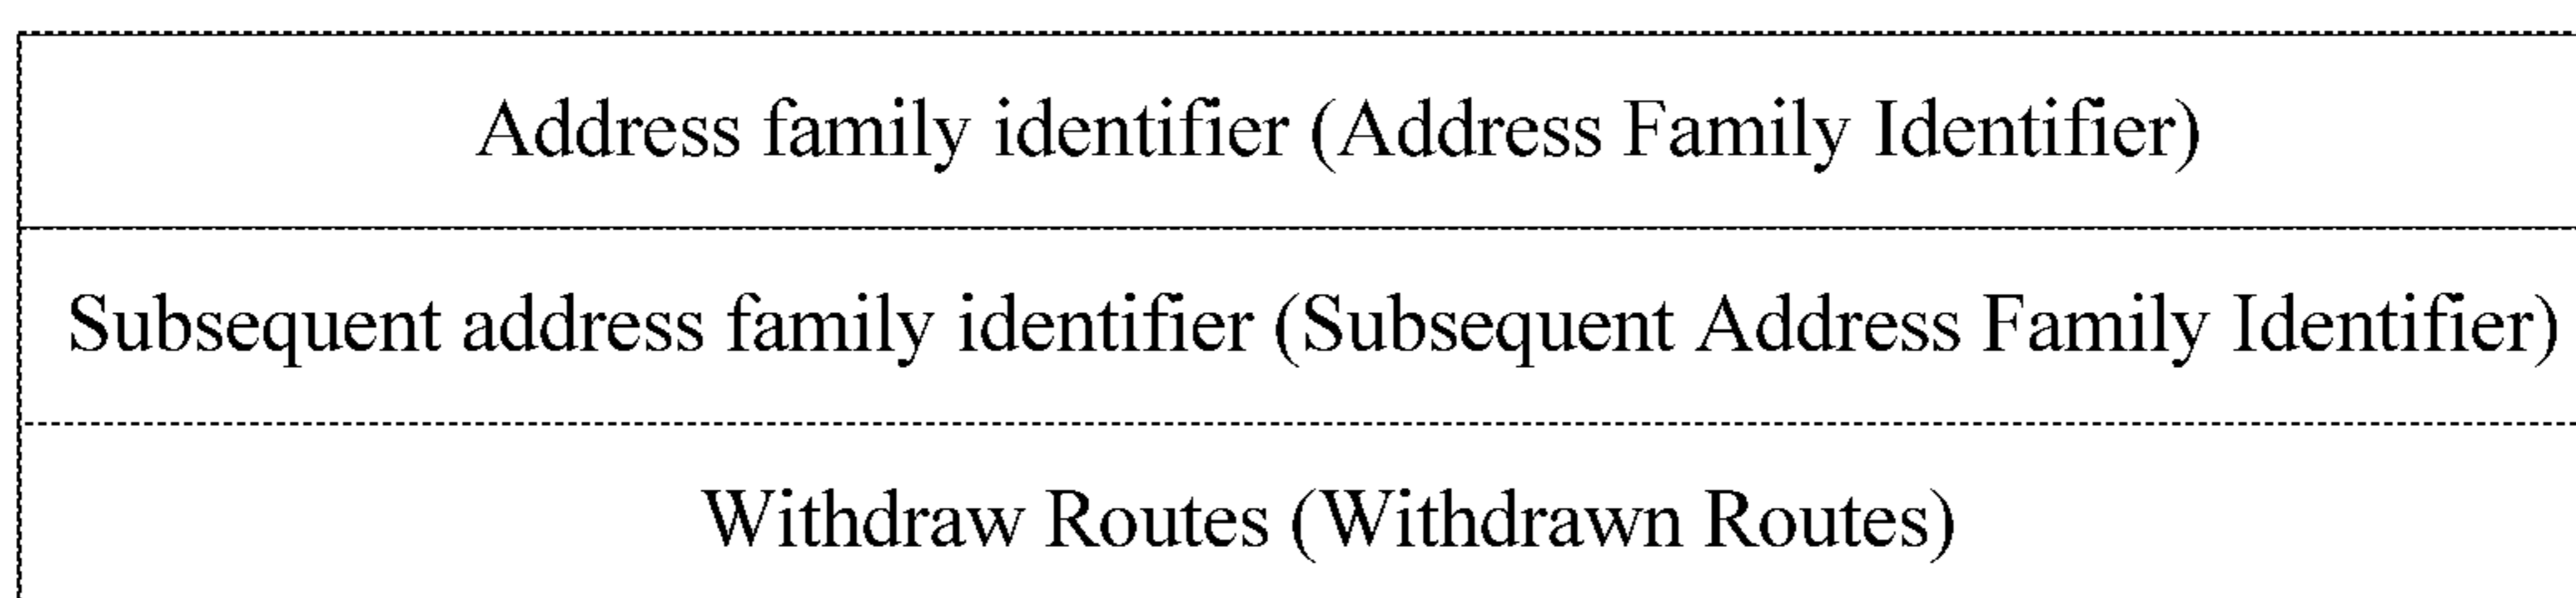 Address family identifier (Address Family Identifier)
Subsequent address family identifier (Subsequent Address Family Identifier)
Withdraw Routes (Withdrawn Routes)